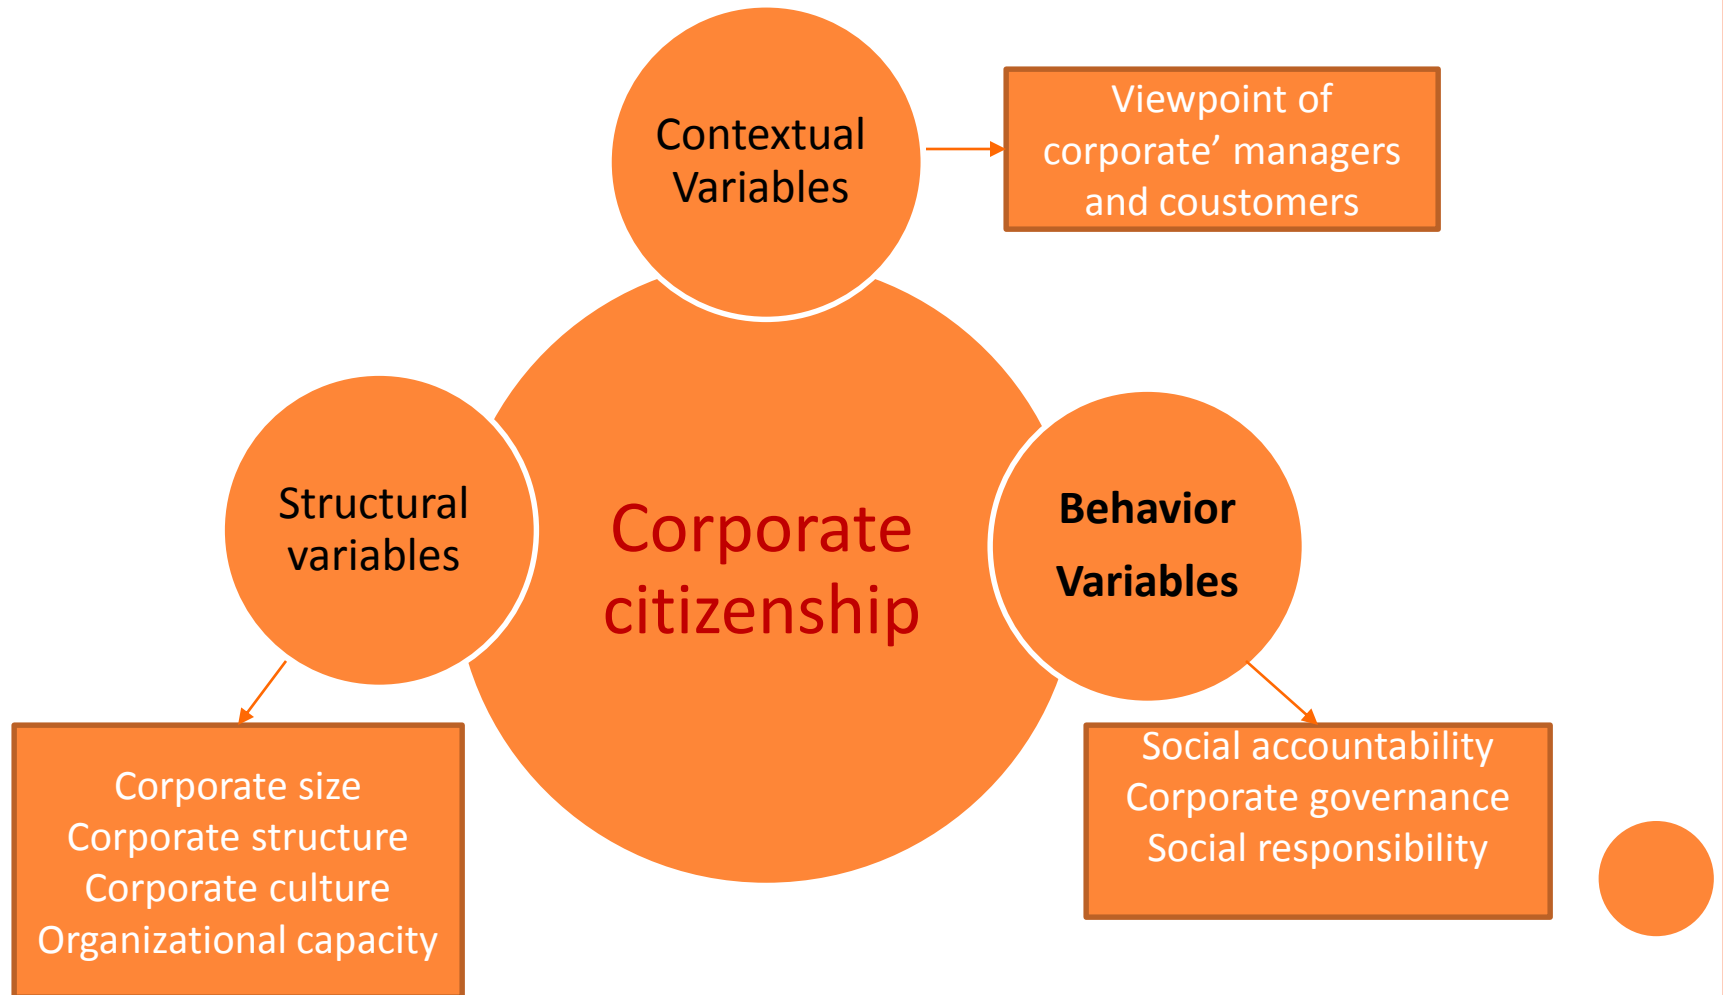 Contextual
Variables
Viewpoint of
corporate’ managers
and coustomers
Structural
variables
Corporate
citizenship
Behavior
Variables
Corporate size
Corporate structure
Corporate culture
Organizational capacity
Social accountability
Corporate governance
Social responsibility